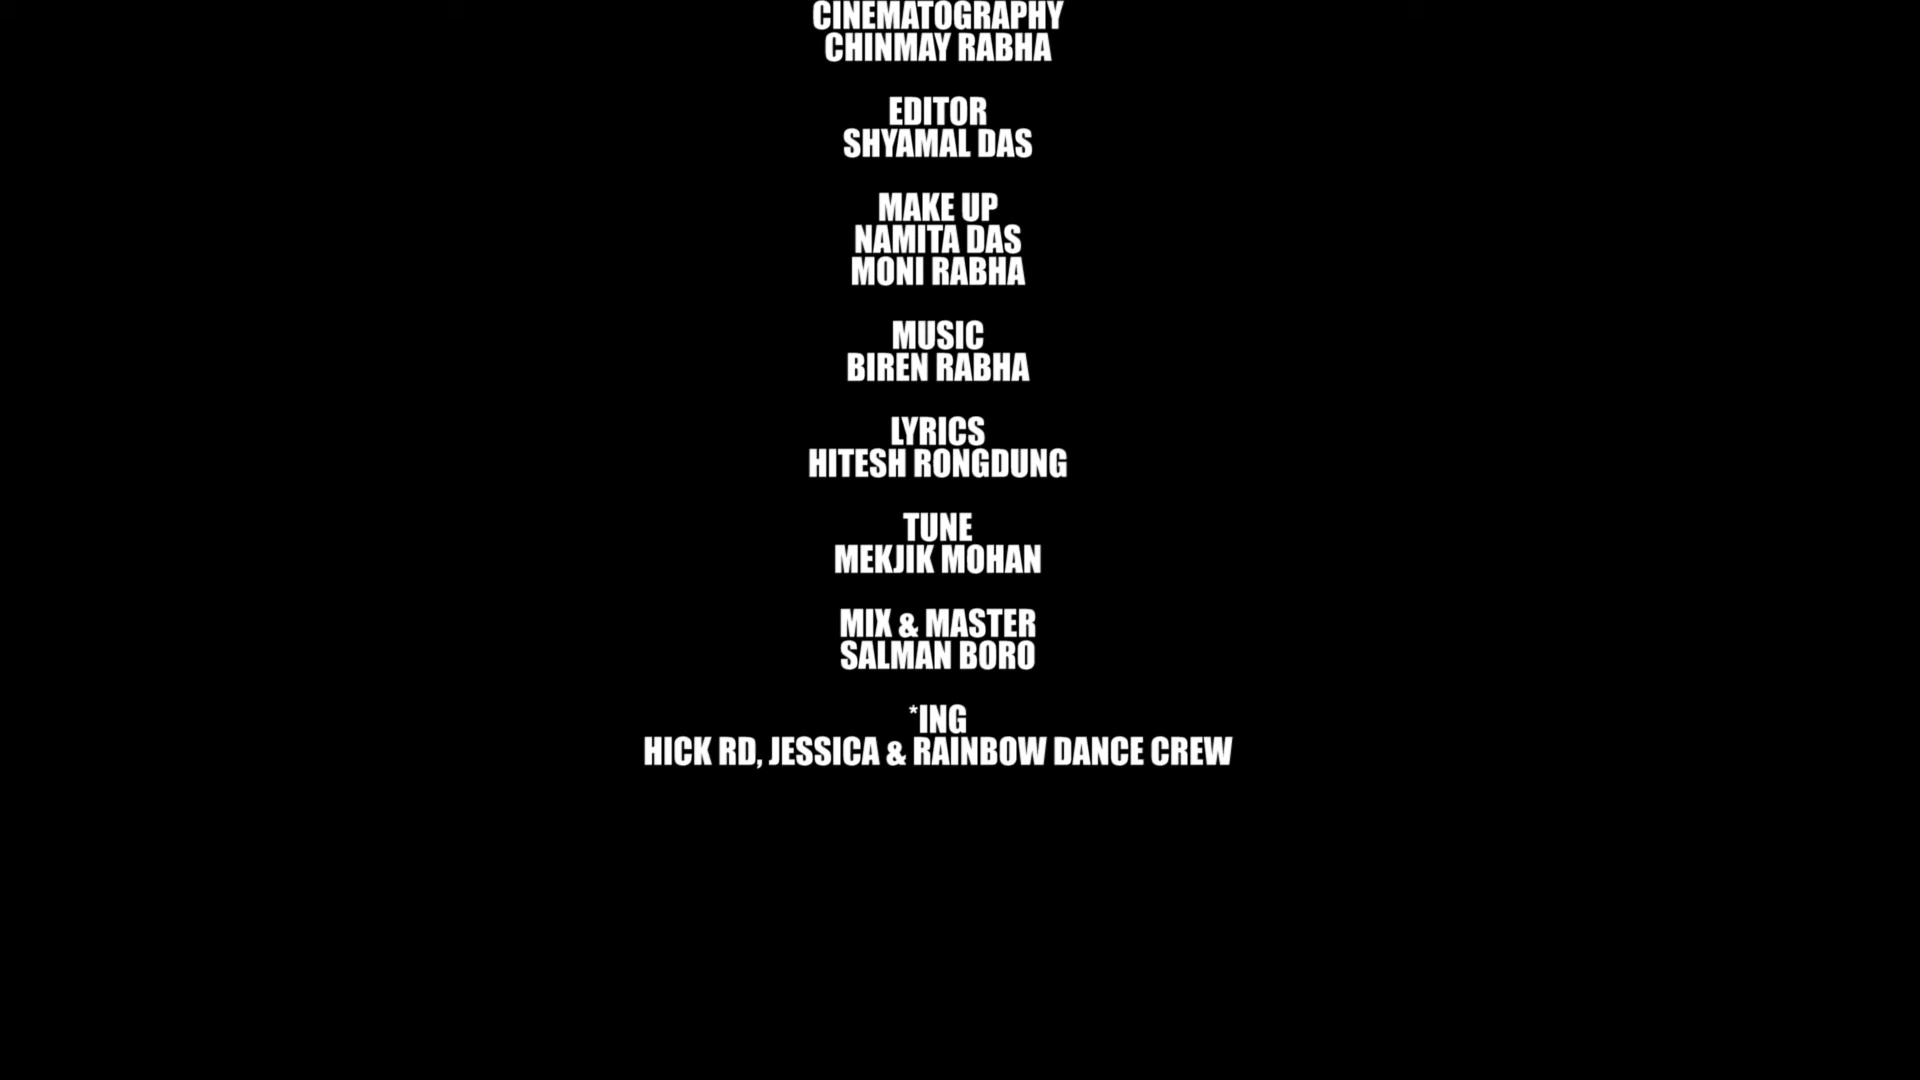 CINEMATOGRAPHY
CHINMAY RABHA
EDITOR
SHYAMAL DAS
MAKE UP
NAMITA DAS
MONI RABHA
MUSIC
BIREN RABHA
LYRICS
HITESH RONGDUNG
TUNE
MEKJIK MOHAN
MIX & MASTER
SALMAN BORO
*ING
HICK RD, JESSICA & RAINBOW DANCE CREW